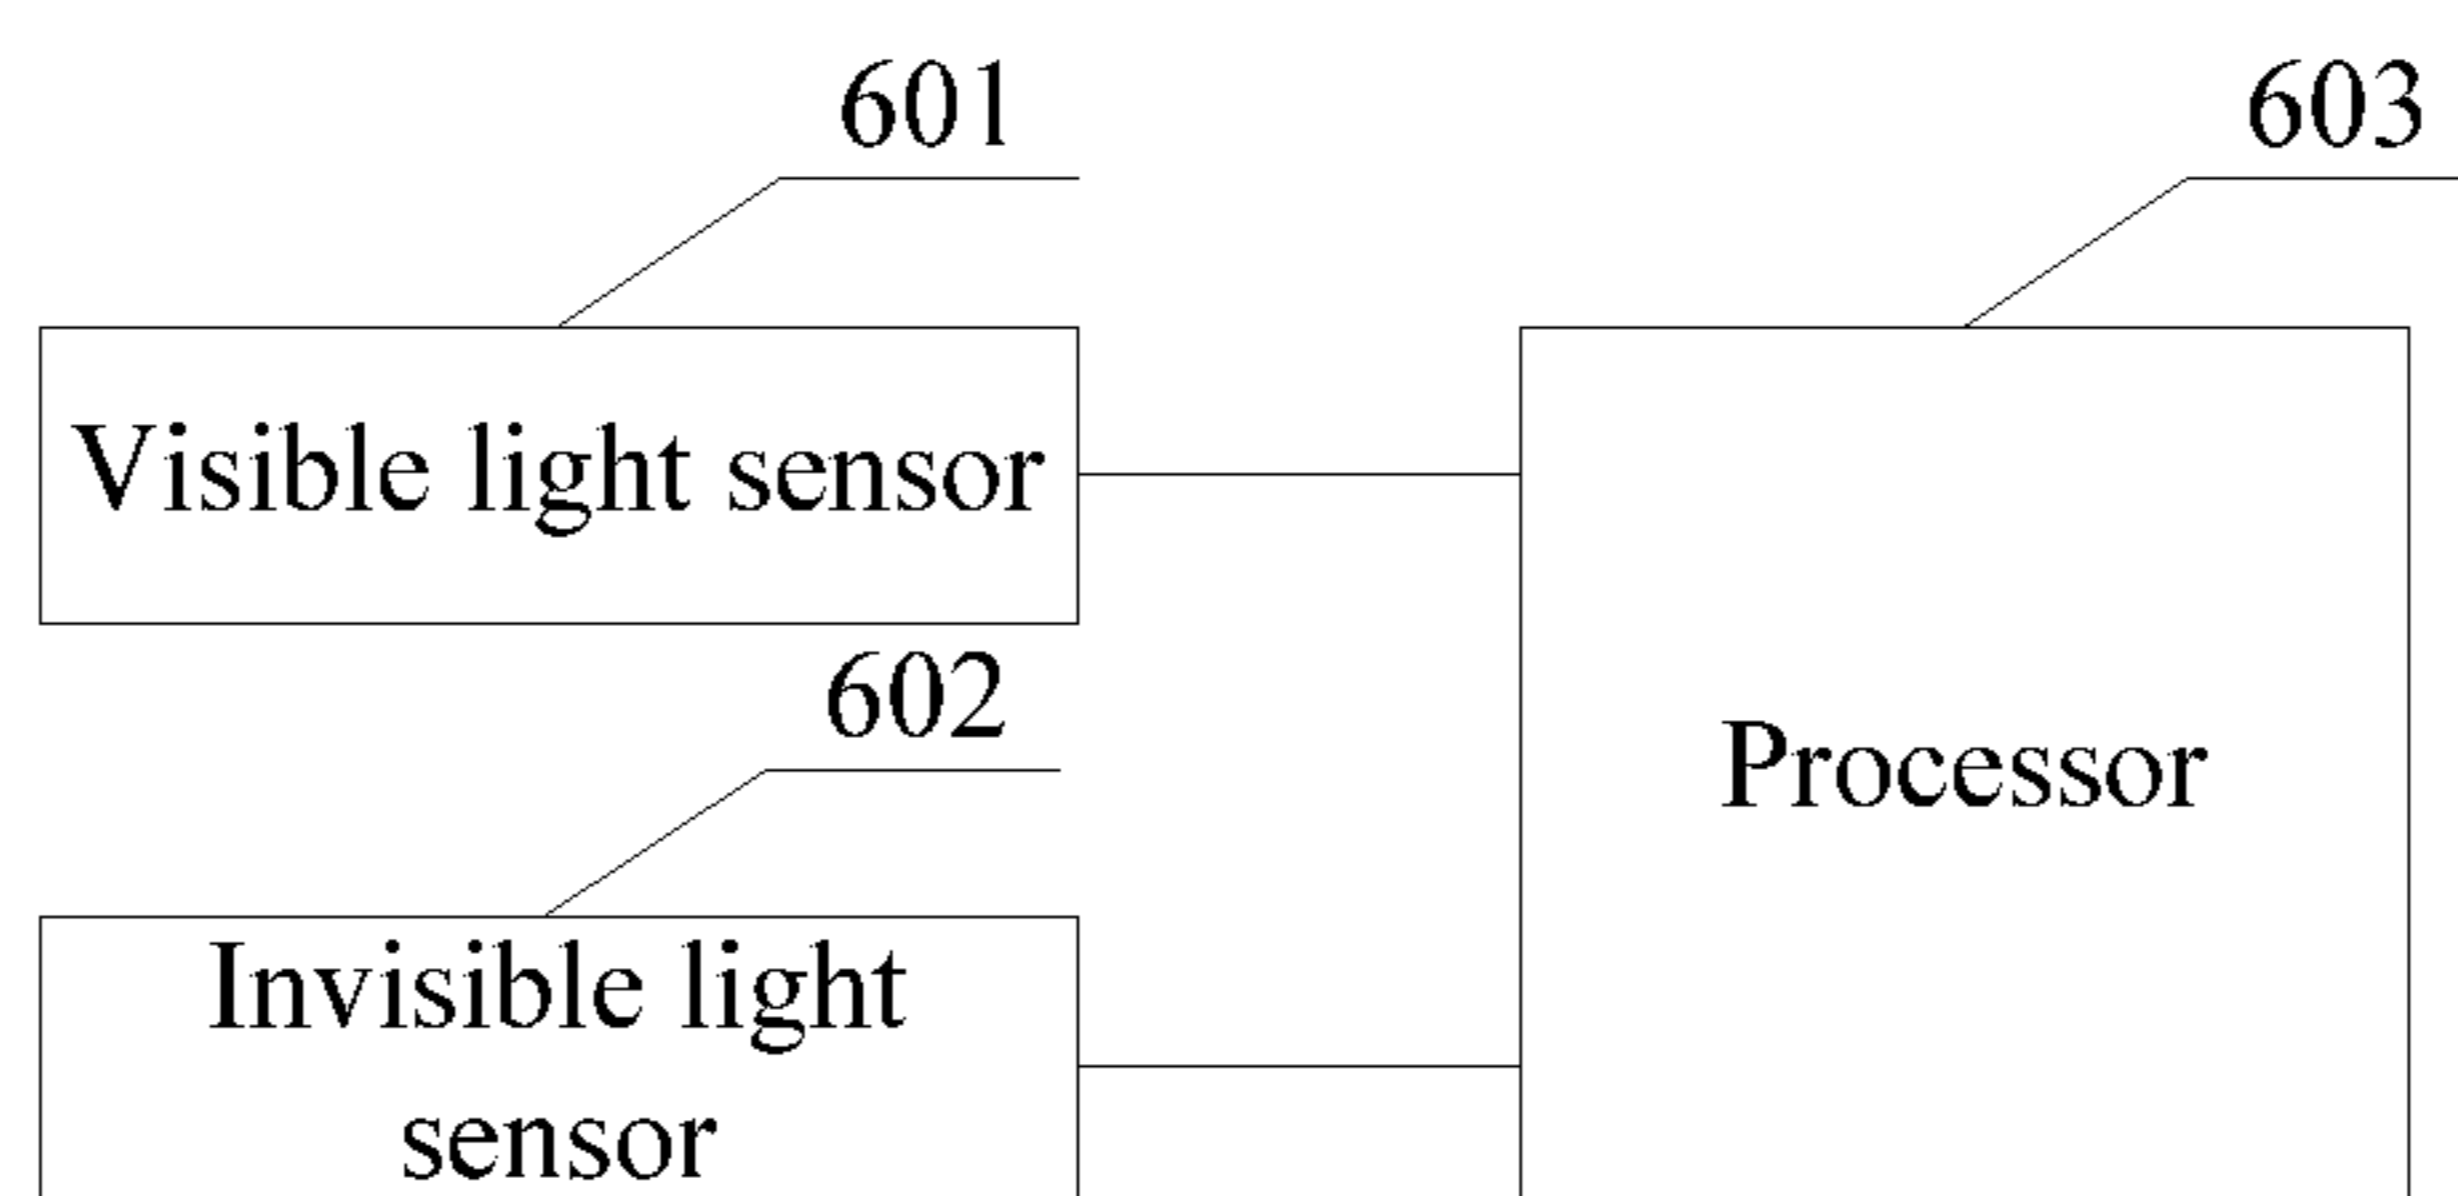 601
603
Visible light sensor
602
Processor
Invisible light
sensor